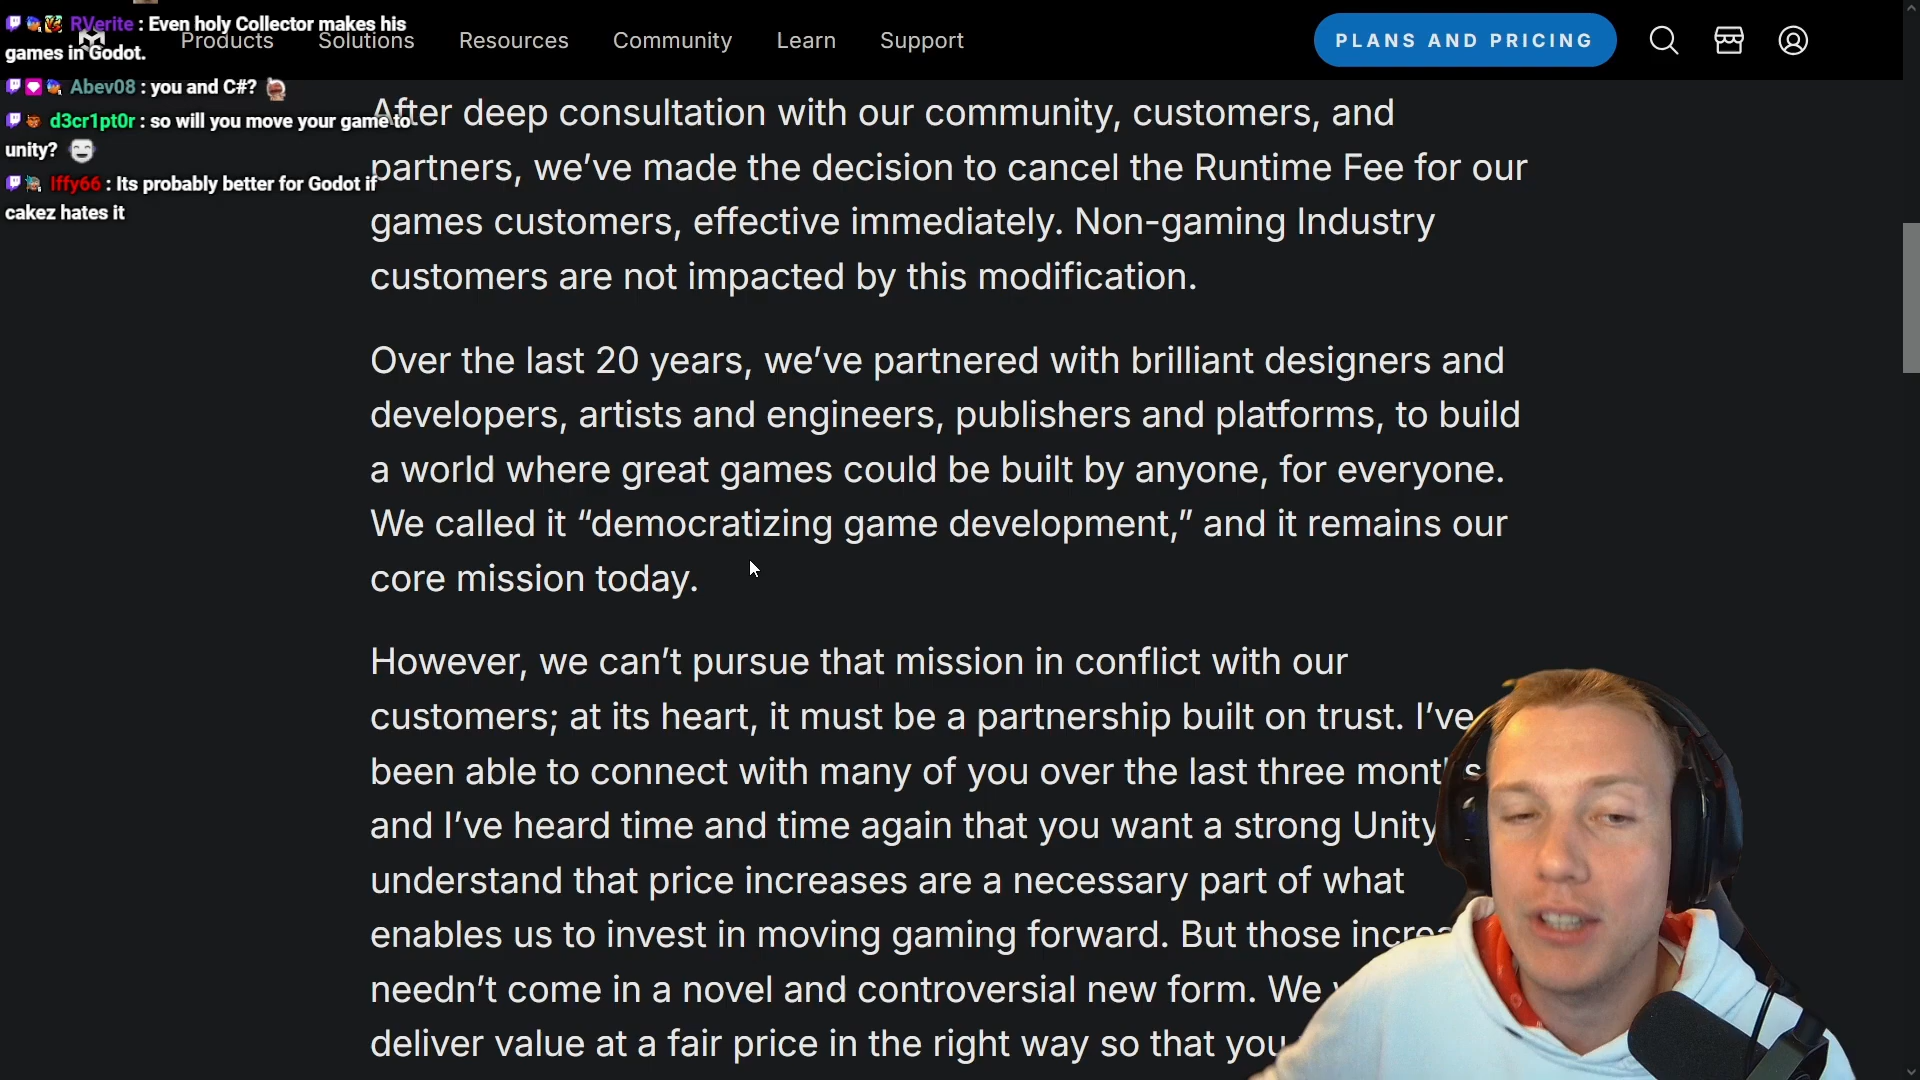 RVerite : Even holy Collector makes his
games in Godot.
Abev08 : you and C#?
d3cr1pt0r : so will you move your game to
unity?
Iffy66 : Its probably better for Godot if
cakez hates it
Products Solutions Resources Community Learn Support
PLANS AND PRICING
After deep consultation with our community, customers, and
partners, we’ve made the decision to cancel the Runtime Fee for our
games customers, effective immediately. Non-gaming Industry
customers are not impacted by this modification.
Over the last 20 years, we’ve partnered with brilliant designers and
developers, artists and engineers, publishers and platforms, to build
a world where great games could be built by anyone, for everyone.
We called it “democratizing game development,” and it remains our
core mission today.
However, we can’t pursue that mission in conflict with our
customers; at its heart, it must be a partnership built on trust. I’ve
been able to connect with many of you over the last three months
and I’ve heard time and time again that you want a strong Unity
understand that price increases are a necessary part of what
enables us to invest in moving gaming forward. But those
needn’t come in a novel and controversial new form. We
deliver value at a fair price in the right way so that you